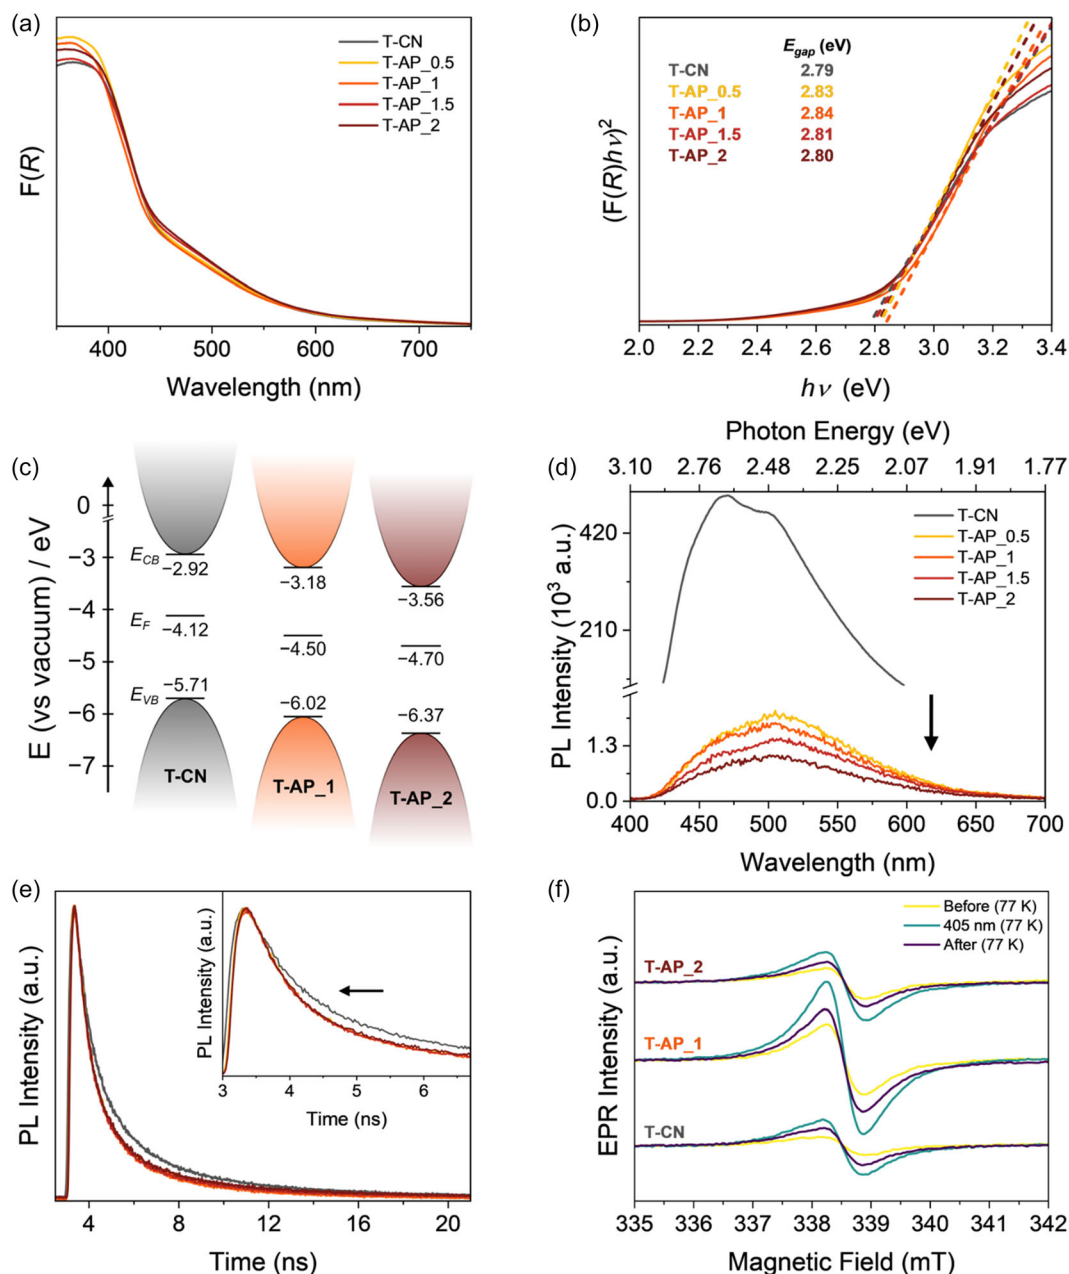 (a)
T-CN
T-AP_0.5
T-AP_1
T-AP_1.5
T-AP_2
F(R)
400 500 600 700
Wavelength (nm)
(b)
E_gap (eV)
T-CN 2.79
T-AP_0.5 2.83
T-AP_1 2.84
T-AP_1.5 2.81
T-AP_2 2.80
(F(R)hν)²
2.0 2.2 2.4 2.6 2.8 3.0 3.2 3.4
hν (eV)
(c)
E (vs vacuum) / eV
0
−3
−4
−5
−6
−7
E_CB
−2.92
−3.18
−3.56
E_F
−4.12
−4.50
−4.70
E_VB
−5.71
−6.02
−6.37
T-CN
T-AP_1
T-AP_2
Photon Energy (eV)
(d)
3.10 2.76 2.48 2.25 2.07 1.91 1.77
T-CN
T-AP_0.5
T-AP_1
T-AP_1.5
T-AP_2
PL Intensity (10³ a.u.)
420
210
1.3
0.0
400 450 500 550 600 650 700
Wavelength (nm)
(e)
PL Intensity (a.u.)
PL Intensity (a.u.)
3 4 5 6
Time (ns)
4 8 12 16 20
Time (ns)
(f)
Before (77 K)
405 nm (77 K)
After (77 K)
T-AP_2
T-AP_1
T-CN
EPR Intensity (a.u.)
335 336 337 338 339 340 341 342
Magnetic Field (mT)